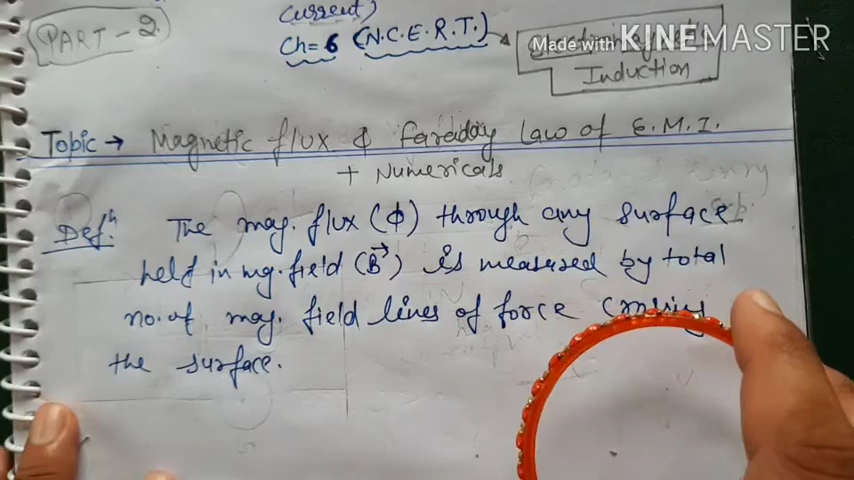 Current)
PART - 2.
Ch= 6 (N.C.E.R.T.)
Made with KINEMASTER
Induction
Topic → Magnetic flux & Faraday Law of E.M.I.
+ Numericals
Defⁿ: The mag. flux (ϕ) through any surface
held in mg. field (B⃗) is measured by total
no. of mag. field lines of force crossing
the surface.